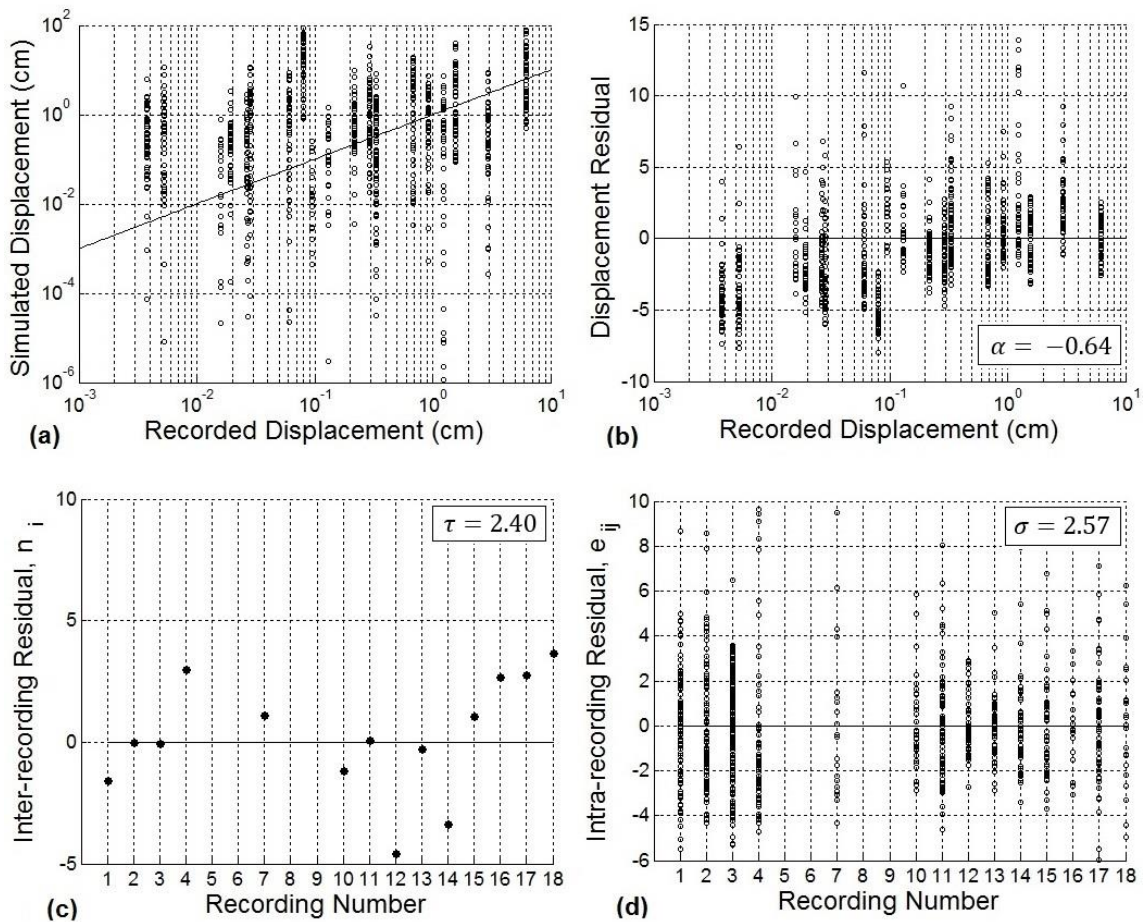 10^2
10^0
10^-2
10^-4
10^-6
Simulated Displacement (cm)
10^-3 10^-2 10^-1 10^0 10^1
(a) Recorded Displacement (cm)
15
10
5
0
-5
-10
Displacement Residual
α = −0.64
10^-3 10^-2 10^-1 10^0 10^1
(b) Recorded Displacement (cm)
10
5
0
-5
Inter-recording Residual, n_i
τ = 2.40
1 2 3 4 5 6 7 8 9 10 11 12 13 14 15 16 17 18
(c) Recording Number
10
8
6
4
2
0
-2
-4
-6
Intra-recording Residual, e_ij
σ = 2.57
1 2 3 4 5 6 7 8 9 10 11 12 13 14 15 16 17 18
(d) Recording Number